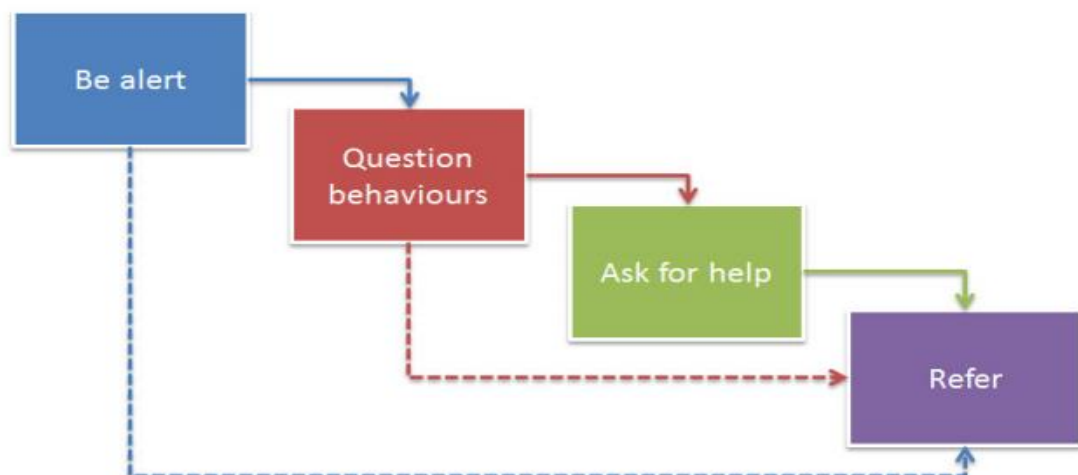 Be alert
Question
behaviours
Ask for help
Refer